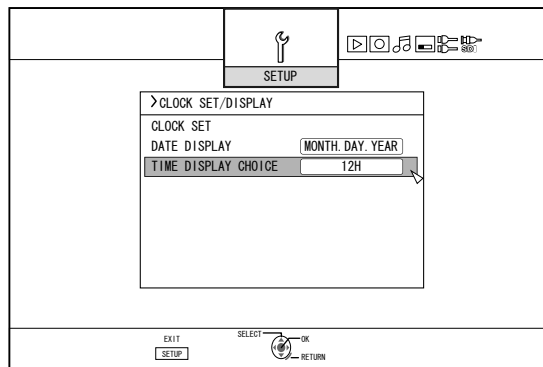 SETUP
SD
>CLOCK SET/DISPLAY
CLOCK SET
DATE DISPLAY MONTH.DAY.YEAR
TIME DISPLAY CHOICE 12H
EXIT SELECT OK
SETUP RETURN